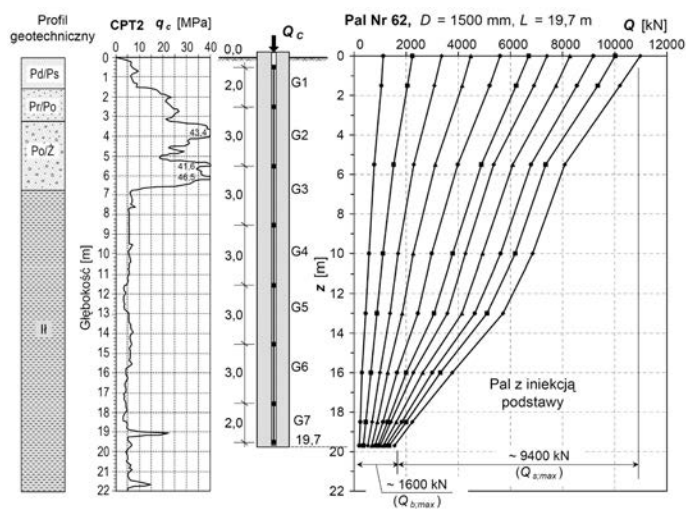 Profil
geotechniczny
CPT2 q c [MPa]
0 10 20 30 40
Q c
Pal Nr 62, D = 1500 mm, L = 19,7 m Q [kN]
0 2000 4000 6000 8000 10000 12000
Pd/Ps
Pr/Po
Po/Ż
Ił
Głębokość [m]
0
1
2
3
4
5
6
7
8
9
10
11
12
13
14
15
16
17
18
19
20
21
22
43,4
41,6
46,5
0,0
2,0
3,0
3,0
3,0
3,0
3,0
2,0
G1
G2
G3
G4
G5
G6
G7
19,7
z [m]
0
2
4
6
8
10
12
14
16
18
20
22
Pal z iniekcją
podstawy
~ 9400 kN
(Q s;max)
~ 1600 kN
(Q b;max)